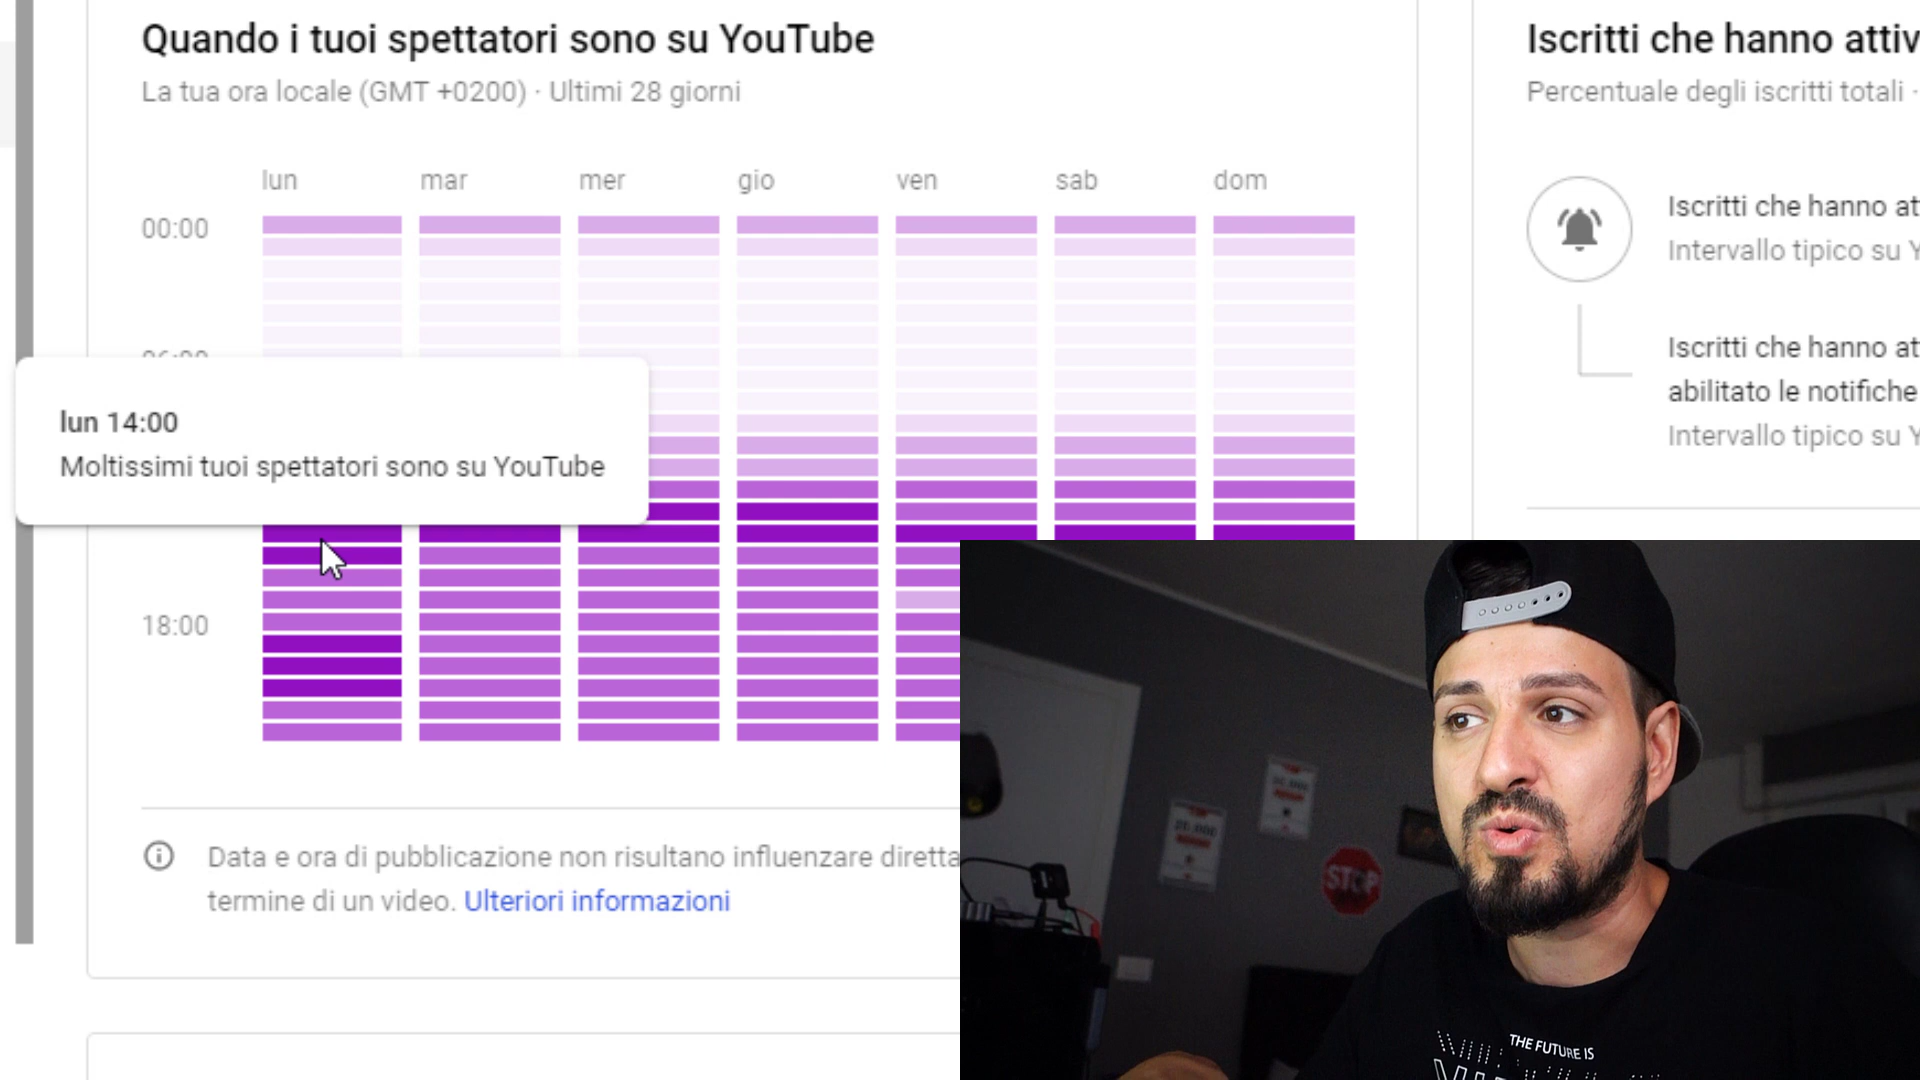 Quando i tuoi spettatori sono su YouTube
La tua ora locale (GMT +0200) · Ultimi 28 giorni
lun mar mer gio ven sab dom
00:00
06:00
lun 14:00
Moltissimi tuoi spettatori sono su YouTube
18:00
Data e ora di pubblicazione non risultano influenzare diretta
termine di un video. Ulteriori informazioni
Iscritti che hanno attiv
Percentuale degli iscritti totali ·
Iscritti che hanno at
Intervallo tipico su Y
Iscritti che hanno at
abilitato le notifiche
Intervallo tipico su Y
STOP
THE FUTURE IS